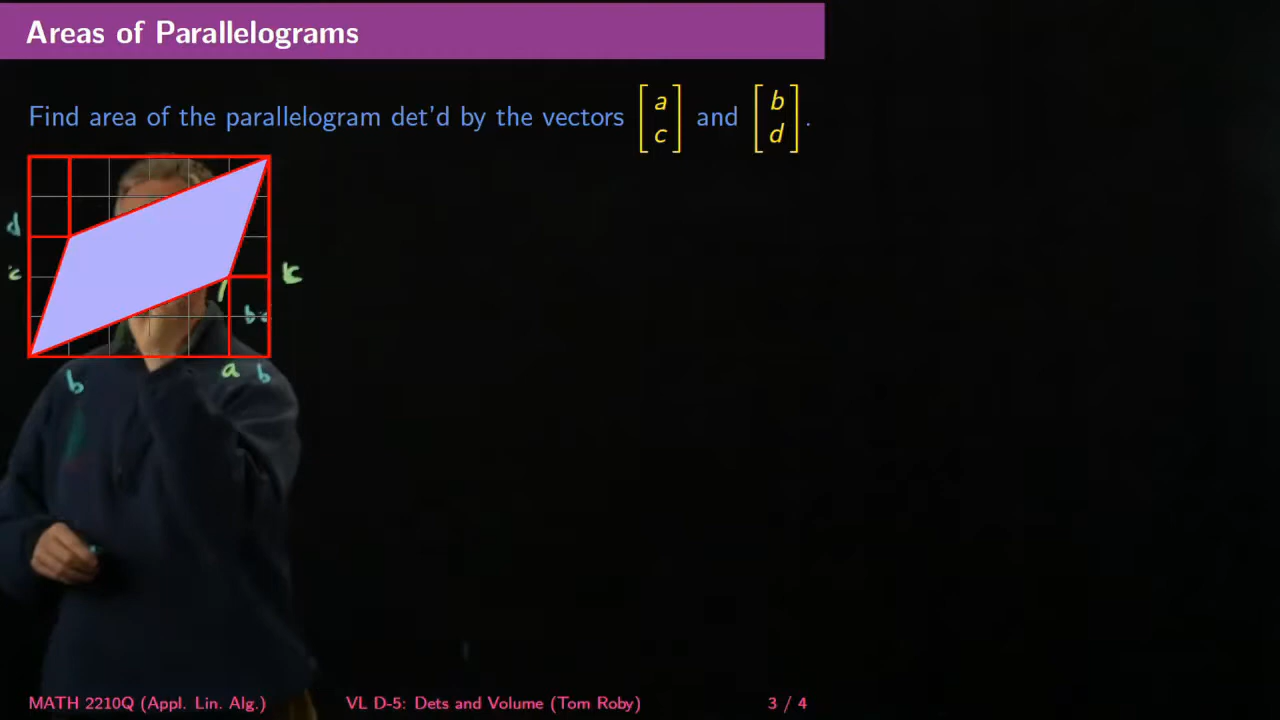 Areas of Parallelograms
Find area of the parallelogram det'd by the vectors [a c] and [b d].
d
c
c
bc
b
a
b
MATH 2210Q (Appl. Lin. Alg.) VL D-5: Dets and Volume (Tom Roby) 3 / 4